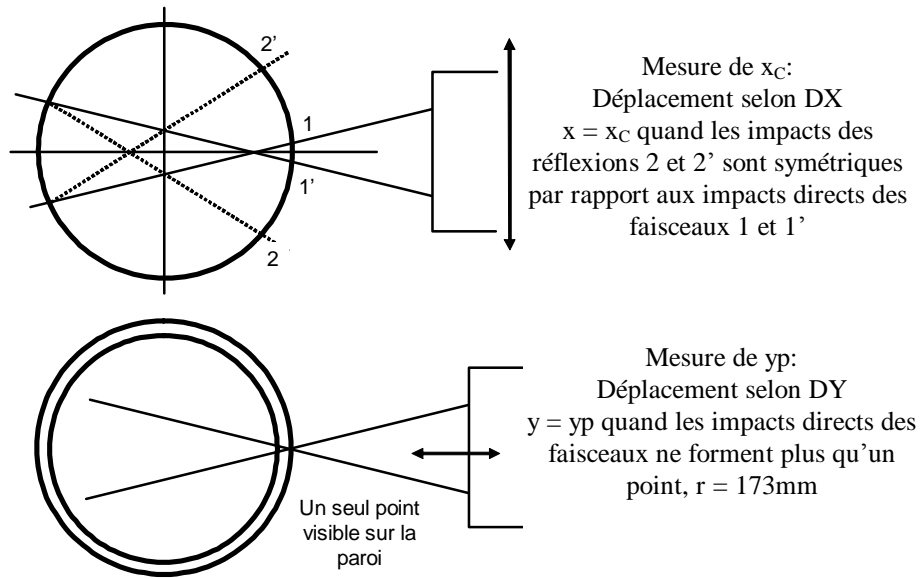 2'
1
1'
2
Mesure de x_C:
Déplacement selon DX
x = x_C quand les impacts des
réflexions 2 et 2' sont symétriques
par rapport aux impacts directs des
faisceaux 1 et 1'
Un seul point
visible sur la
paroi
Mesure de yp:
Déplacement selon DY
y = yp quand les impacts directs des
faisceaux ne forment plus qu'un
point, r = 173mm